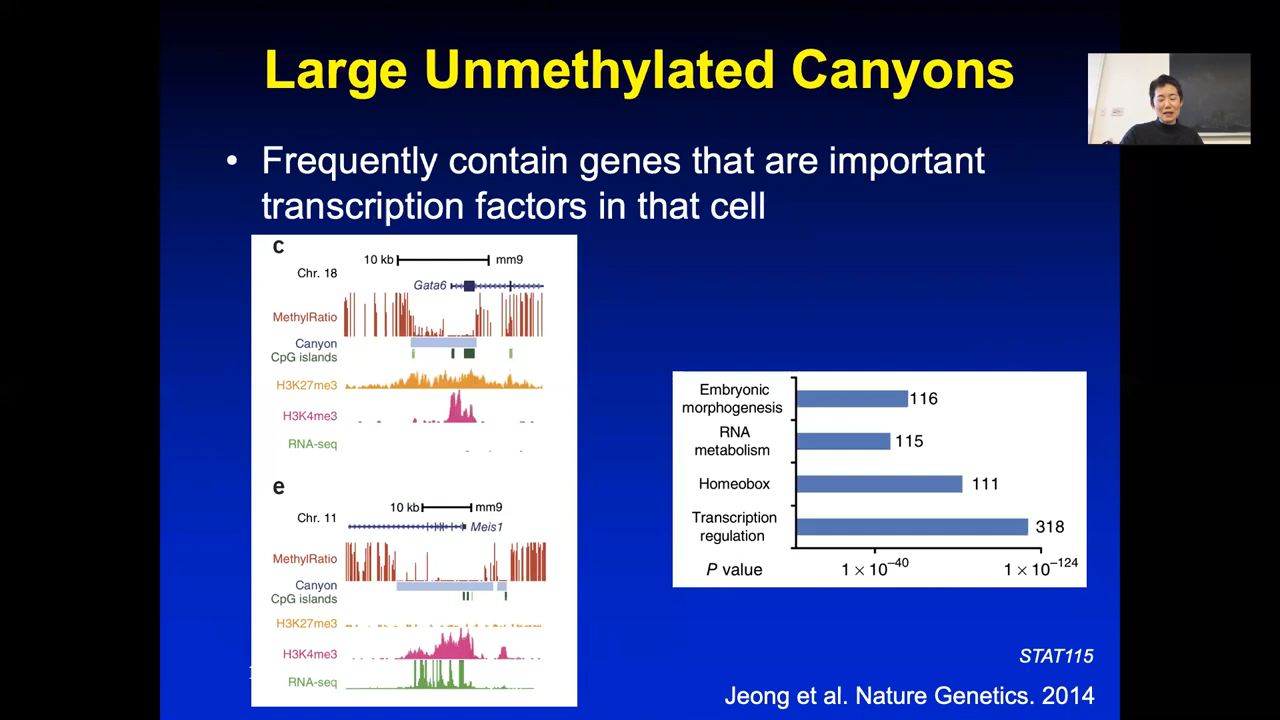 Large Unmethylated Canyons
• Frequently contain genes that are important
transcription factors in that cell
c
10 kb mm9
Chr. 18
Gata6
MethylRatio
Canyon
CpG islands
H3K27me3
H3K4me3
RNA-seq
e
10 kb mm9
Chr. 11
Meis1
MethylRatio
Canyon
CpG islands
H3K27me3
H3K4me3
RNA-seq
Embryonic
morphogenesis
116
RNA
metabolism
115
Homeobox
111
Transcription
regulation
318
P value
1 × 10⁻⁴⁰
1 × 10⁻¹²⁴
STAT115
Jeong et al. Nature Genetics. 2014